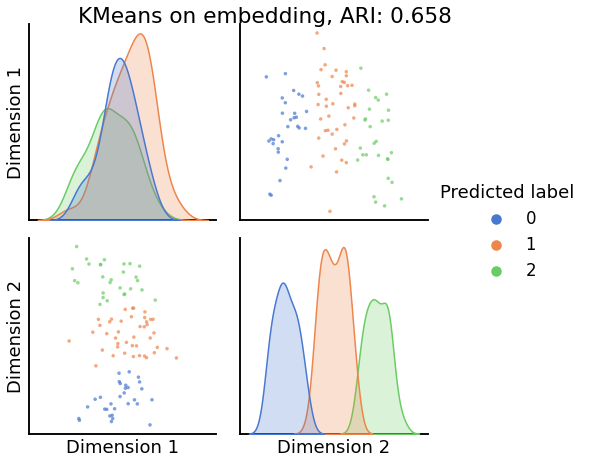 KMeans on embedding, ARI: 0.658
Dimension 1
Predicted label
0
1
2
Dimension 2
Dimension 1
Dimension 2